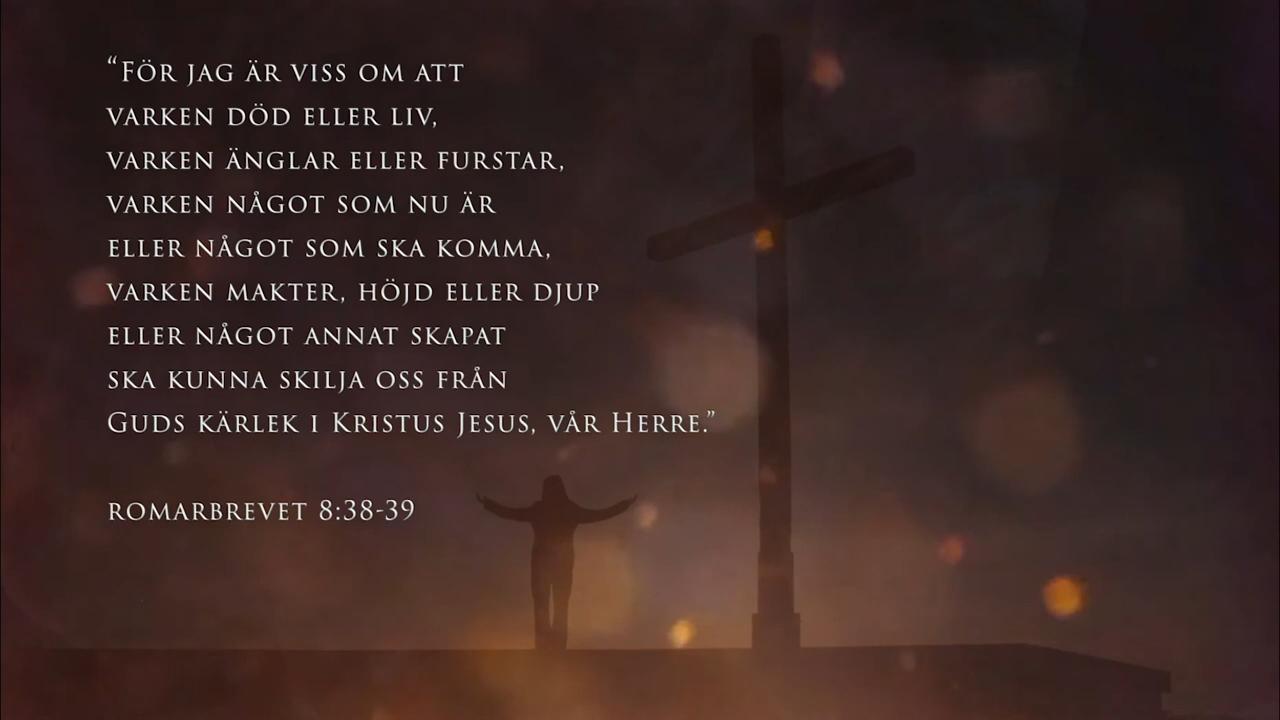 “För jag är viss om att
varken död eller liv,
varken änglar eller furstar,
varken något som nu är
eller något som ska komma,
varken makter, höjd eller djup
eller något annat skapat
ska kunna skilja oss från
Guds kärlek i Kristus Jesus, vår Herre.”
romarbrevet 8:38-39